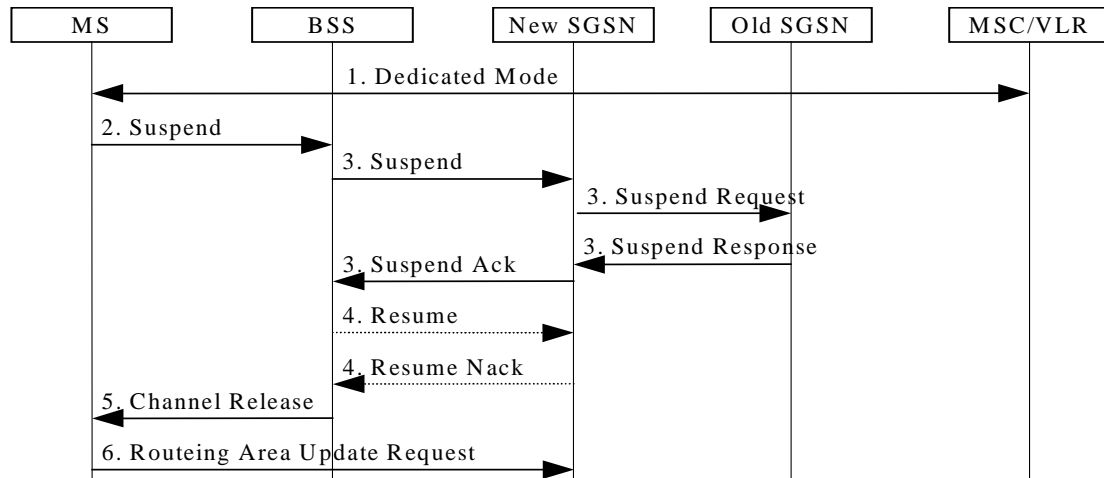 MS BSS New SGSN Old SGSN MSC/VLR
1. Dedicated Mode
2. Suspend
3. Suspend
3. Suspend Request
3. Suspend Response
3. Suspend Ack
4. Resume
4. Resume Nack
5. Channel Release
6. Routeing Area Update Request